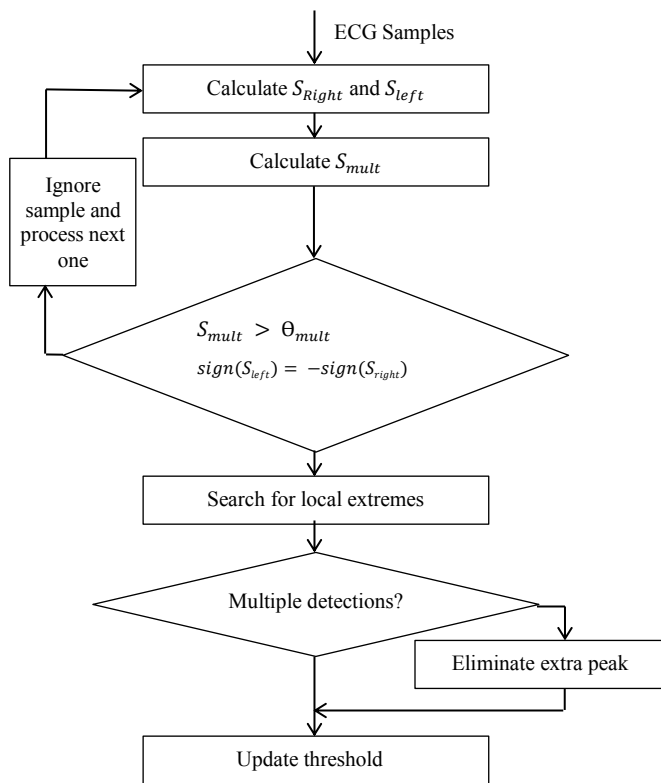 ECG Samples
Calculate S_Right and S_left
Calculate S_mult
Ignore
sample and
process next
one
S_mult > Θ_mult
sign(S_left) = −sign(S_right)
Search for local extremes
Multiple detections?
Eliminate extra peak
Update threshold